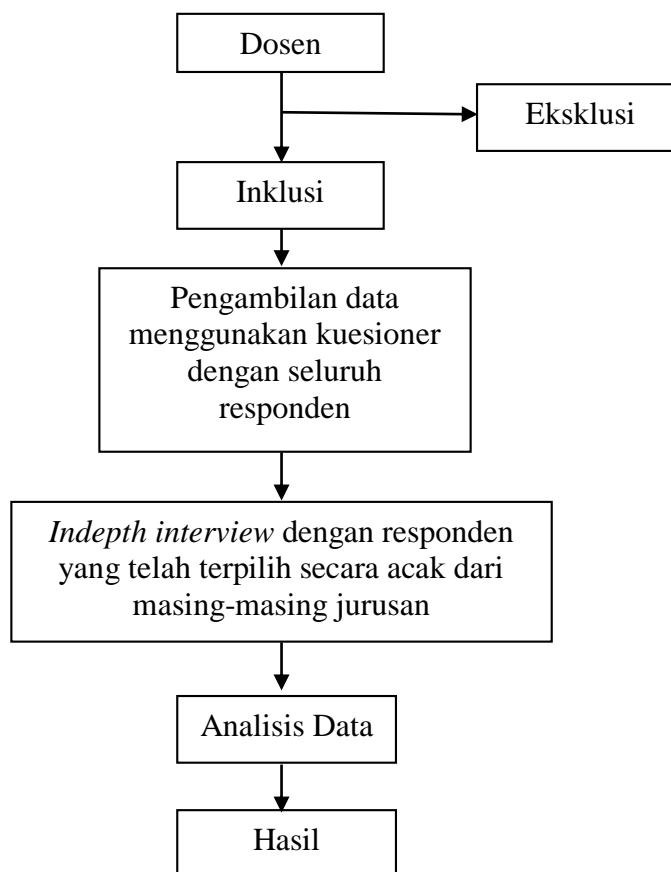 Dosen
Eksklusi
Inklusi
Pengambilan data
menggunakan kuesioner
dengan seluruh
responden
Indepth interview dengan responden
yang telah terpilih secara acak dari
masing-masing jurusan
Analisis Data
Hasil